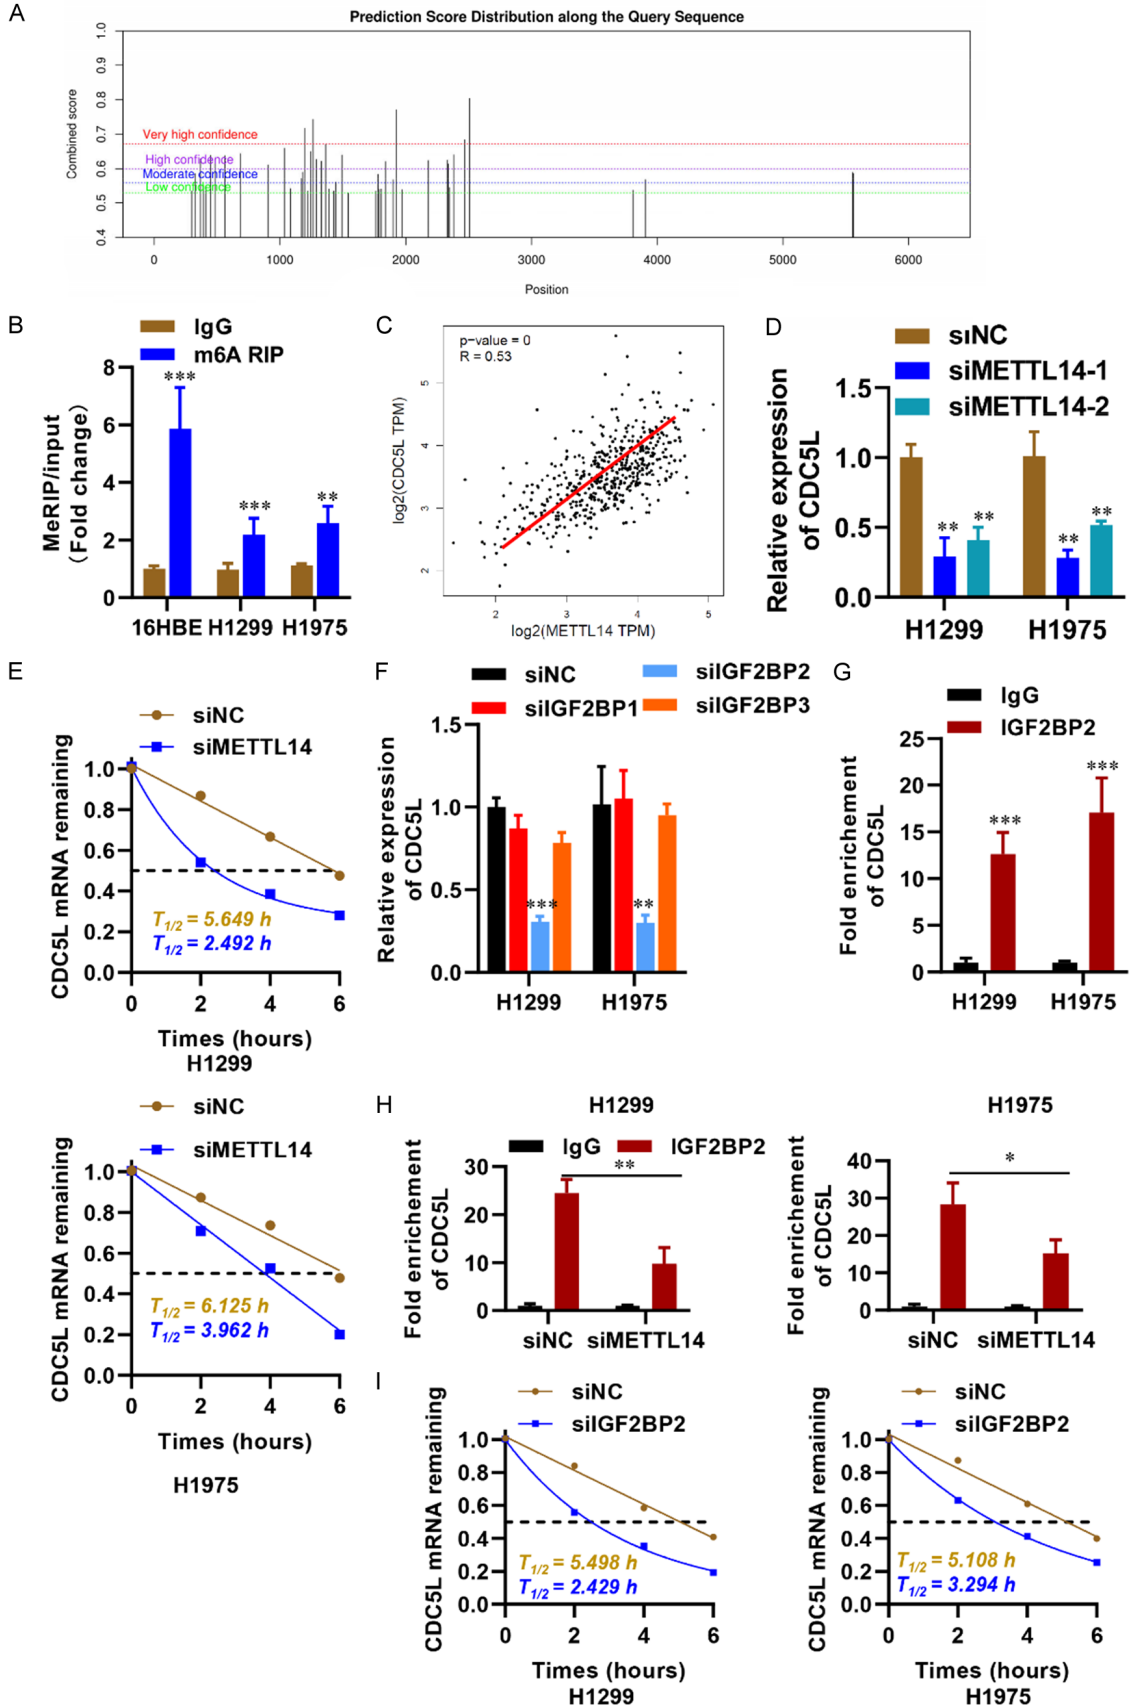 A
Prediction Score Distribution along the Query Sequence
Combined score
1.0
0.9
0.8
0.7
0.6
0.5
0.4
Very high confidence
High confidence
Moderate confidence
Low confidence
0 1000 2000 3000 4000 5000 6000
Position
B
IgG
m6A RIP
MeRIP/input
(Fold change)
8
6
4
2
0
*** *** **
16HBE H1299 H1975
C
p-value = 0
R = 0.53
log2(CDC5L TPM)
5
4
3
2
2 3 4 5
log2(METTL14 TPM)
D
siNC
siMETTL14-1
siMETTL14-2
Relative expression
of CDC5L
1.5
1.0
0.5
0.0
** ** ** **
H1299 H1975
E
siNC
siMETTL14
CDC5L mRNA remaining
1.0
0.8
0.6
0.4
0.2
0.0
T1/2 = 5.649 h
T1/2 = 2.492 h
0 2 4 6
Times (hours)
H1299
siNC
siMETTL14
CDC5L mRNA remaining
1.0
0.8
0.6
0.4
0.2
0.0
T1/2 = 6.125 h
T1/2 = 3.962 h
0 2 4 6
Times (hours)
H1975
F
siNC siIGF2BP2
siIGF2BP1 siIGF2BP3
Relative expression
of CDC5L
1.5
1.0
0.5
0.0
*** **
H1299 H1975
G
IgG
IGF2BP2
Fold enrichement
of CDC5L
25
20
15
10
5
0
*** ***
H1299 H1975
H
H1299
IgG IGF2BP2
Fold enrichement
of CDC5L
30
20
10
0
**
siNC siMETTL14
H1975
Fold enrichement
of CDC5L
40
30
20
10
0
*
siNC siMETTL14
I
siNC
siIGF2BP2
CDC5L mRNA remaining
1.0
0.8
0.6
0.4
0.2
0.0
T1/2 = 5.498 h
T1/2 = 2.429 h
0 2 4 6
Times (hours)
H1299
siNC
siIGF2BP2
CDC5L mRNA remaining
1.0
0.8
0.6
0.4
0.2
0.0
T1/2 = 5.108 h
T1/2 = 3.294 h
0 2 4 6
Times (hours)
H1975